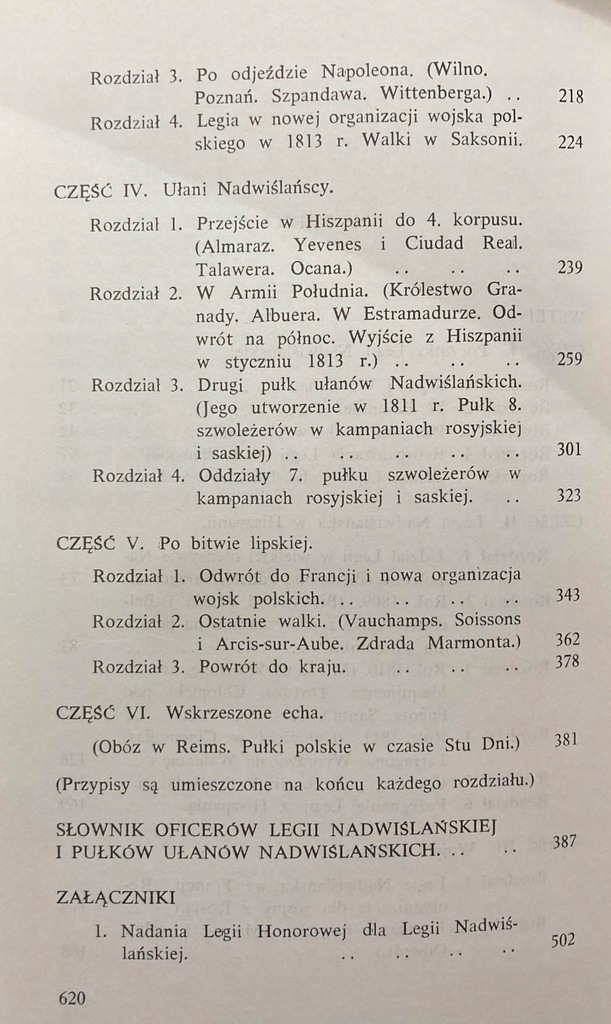 Rozdział 3. Po odjeździe Napoleona. (Wilno.
Poznań. Szpandawa. Wittenberga.) .. 218
Rozdział 4. Legia w nowej organizacji wojska pol-
skiego w 1813 r. Walki w Saksonii. 224
CZĘŚĆ IV. Ułani Nadwiślańscy.
Rozdział 1. Przejście w Hiszpanii do 4. korpusu.
(Almaraz. Yevenes i Ciudad Real.
Talawera. Ocana.) .. .. .. 239
Rozdział 2. W Armii Południa. (Królestwo Gra-
nady. Albuera. W Estramadurze. Od-
wrót na północ. Wyjście z Hiszpanii
w styczniu 1813 r.) .. .. .. 259
Rozdział 3. Drugi pułk ułanów Nadwiślańskich.
(Jego utworzenie w 1811 r. Pułk 8.
szwoleżerów w kampaniach rosyjskiej
i saskiej) .. .. .. .. .. 301
Rozdział 4. Oddziały 7. pułku szwoleżerów w
kampaniach rosyjskiej i saskiej. .. 323
CZĘŚĆ V. Po bitwie lipskiej.
Rozdział 1. Odwrót do Francji i nowa organizacja
wojsk polskich. .. .. .. .. 343
Rozdział 2. Ostatnie walki. (Vauchamps. Soissons
i Arcis-sur-Aube. Zdrada Marmonta.) 362
Rozdział 3. Powrót do kraju. .. .. .. 378
CZĘŚĆ VI. Wskrzeszone echa.
(Obóz w Reims. Pułki polskie w czasie Stu Dni.) 381
(Przypisy są umieszczone na końcu każdego rozdziału.)
SŁOWNIK OFICERÓW LEGII NADWIŚLAŃSKIEJ
I PUŁKÓW UŁANÓW NADWIŚLAŃSKICH. .. .. 387
ZAŁĄCZNIKI
1. Nadania Legii Honorowej dla Legii Nadwiś-
lańskiej. .. .. .. .. 502
620